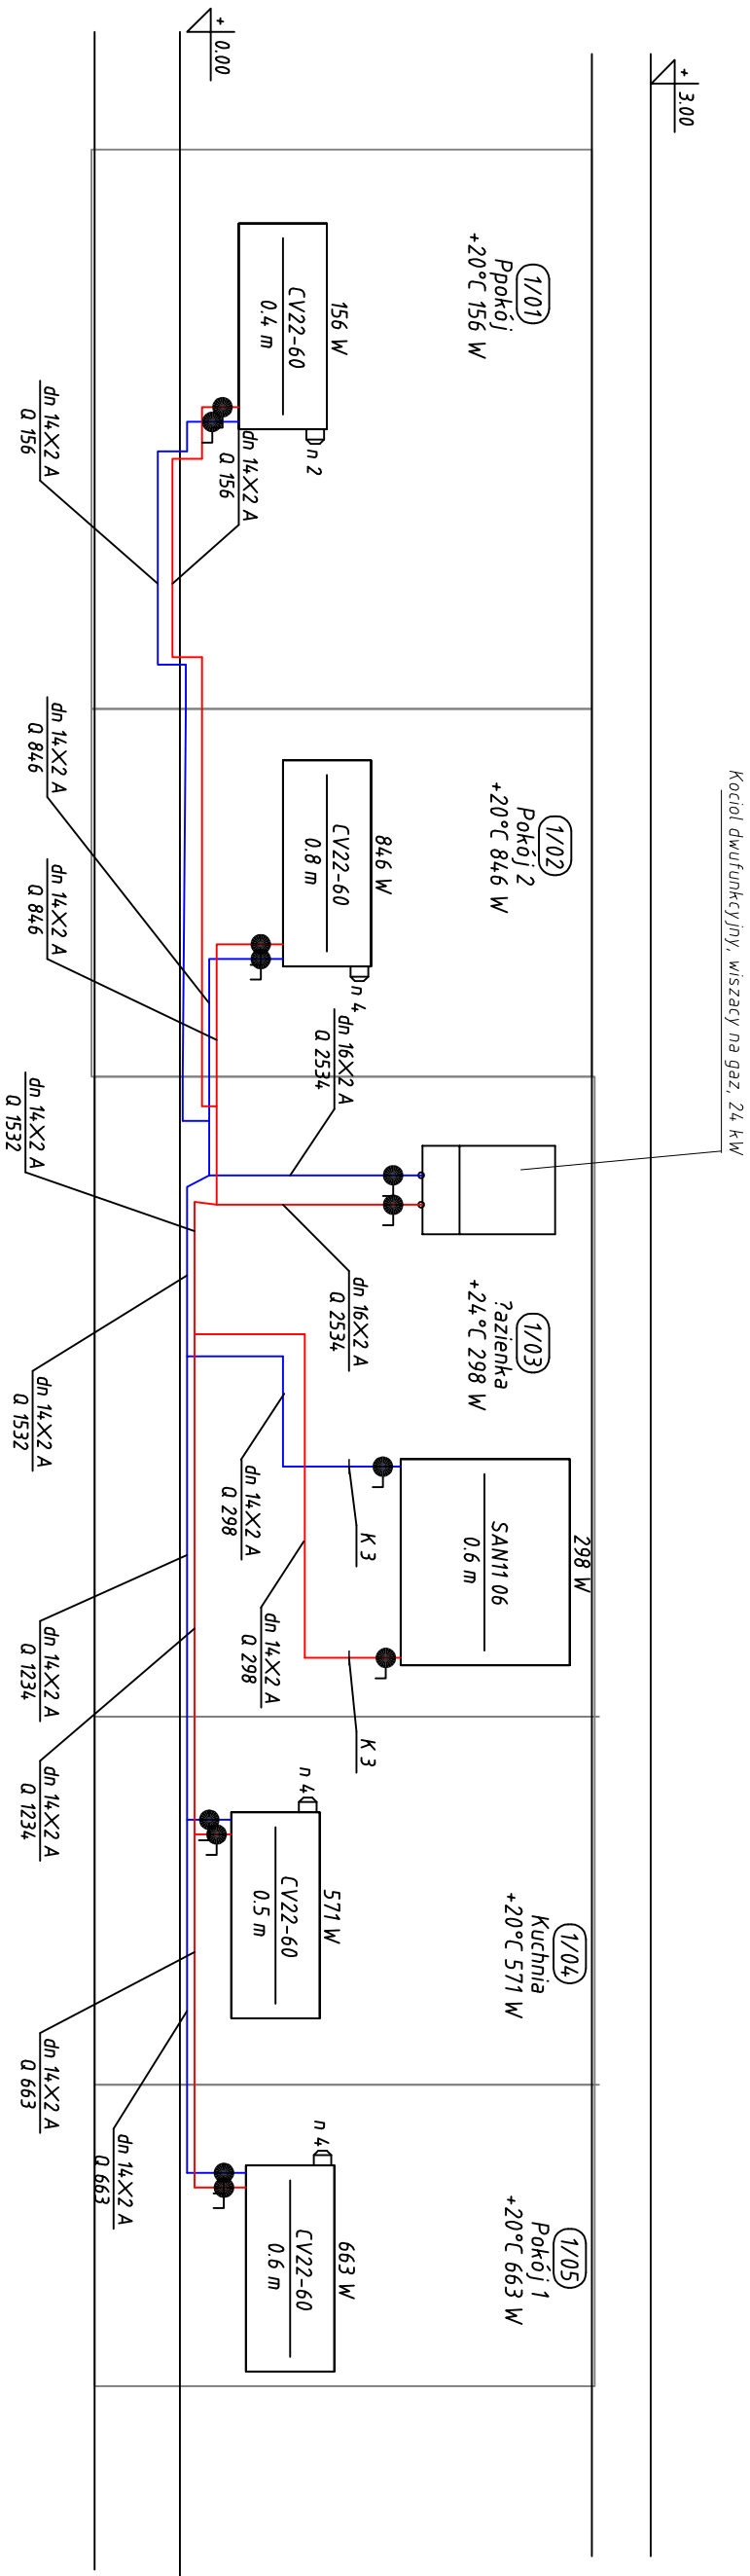 + 0.00
+ 3.00
Kociol dwufunkcyjny, wiszacy na gaz, 24 kW
1/01
Ppokój
+20°C 156 W
156 W
CV22-60
0.4 m
n 2
dn 14X2 A
Q 156
dn 14X2 A
Q 156
1/02
Pokój 2
+20°C 846 W
846 W
CV22-60
0.8 m
n 4
dn 14X2 A
Q 846
dn 14X2 A
Q 846
dn 16X2 A
Q 2534
dn 16X2 A
Q 2534
dn 14X2 A
Q 1532
dn 14X2 A
Q 1532
1/03
?azienka
+24°C 298 W
298 W
SAN11 06
0.6 m
K 3
K 3
dn 14X2 A
Q 298
dn 14X2 A
Q 298
dn 14X2 A
Q 1234
dn 14X2 A
Q 1234
1/04
Kuchnia
+20°C 571 W
571 W
CV22-60
0.5 m
n 4
dn 14X2 A
Q 663
dn 14X2 A
Q 663
1/05
Pokój 1
+20°C 663 W
663 W
CV22-60
0.6 m
n 4